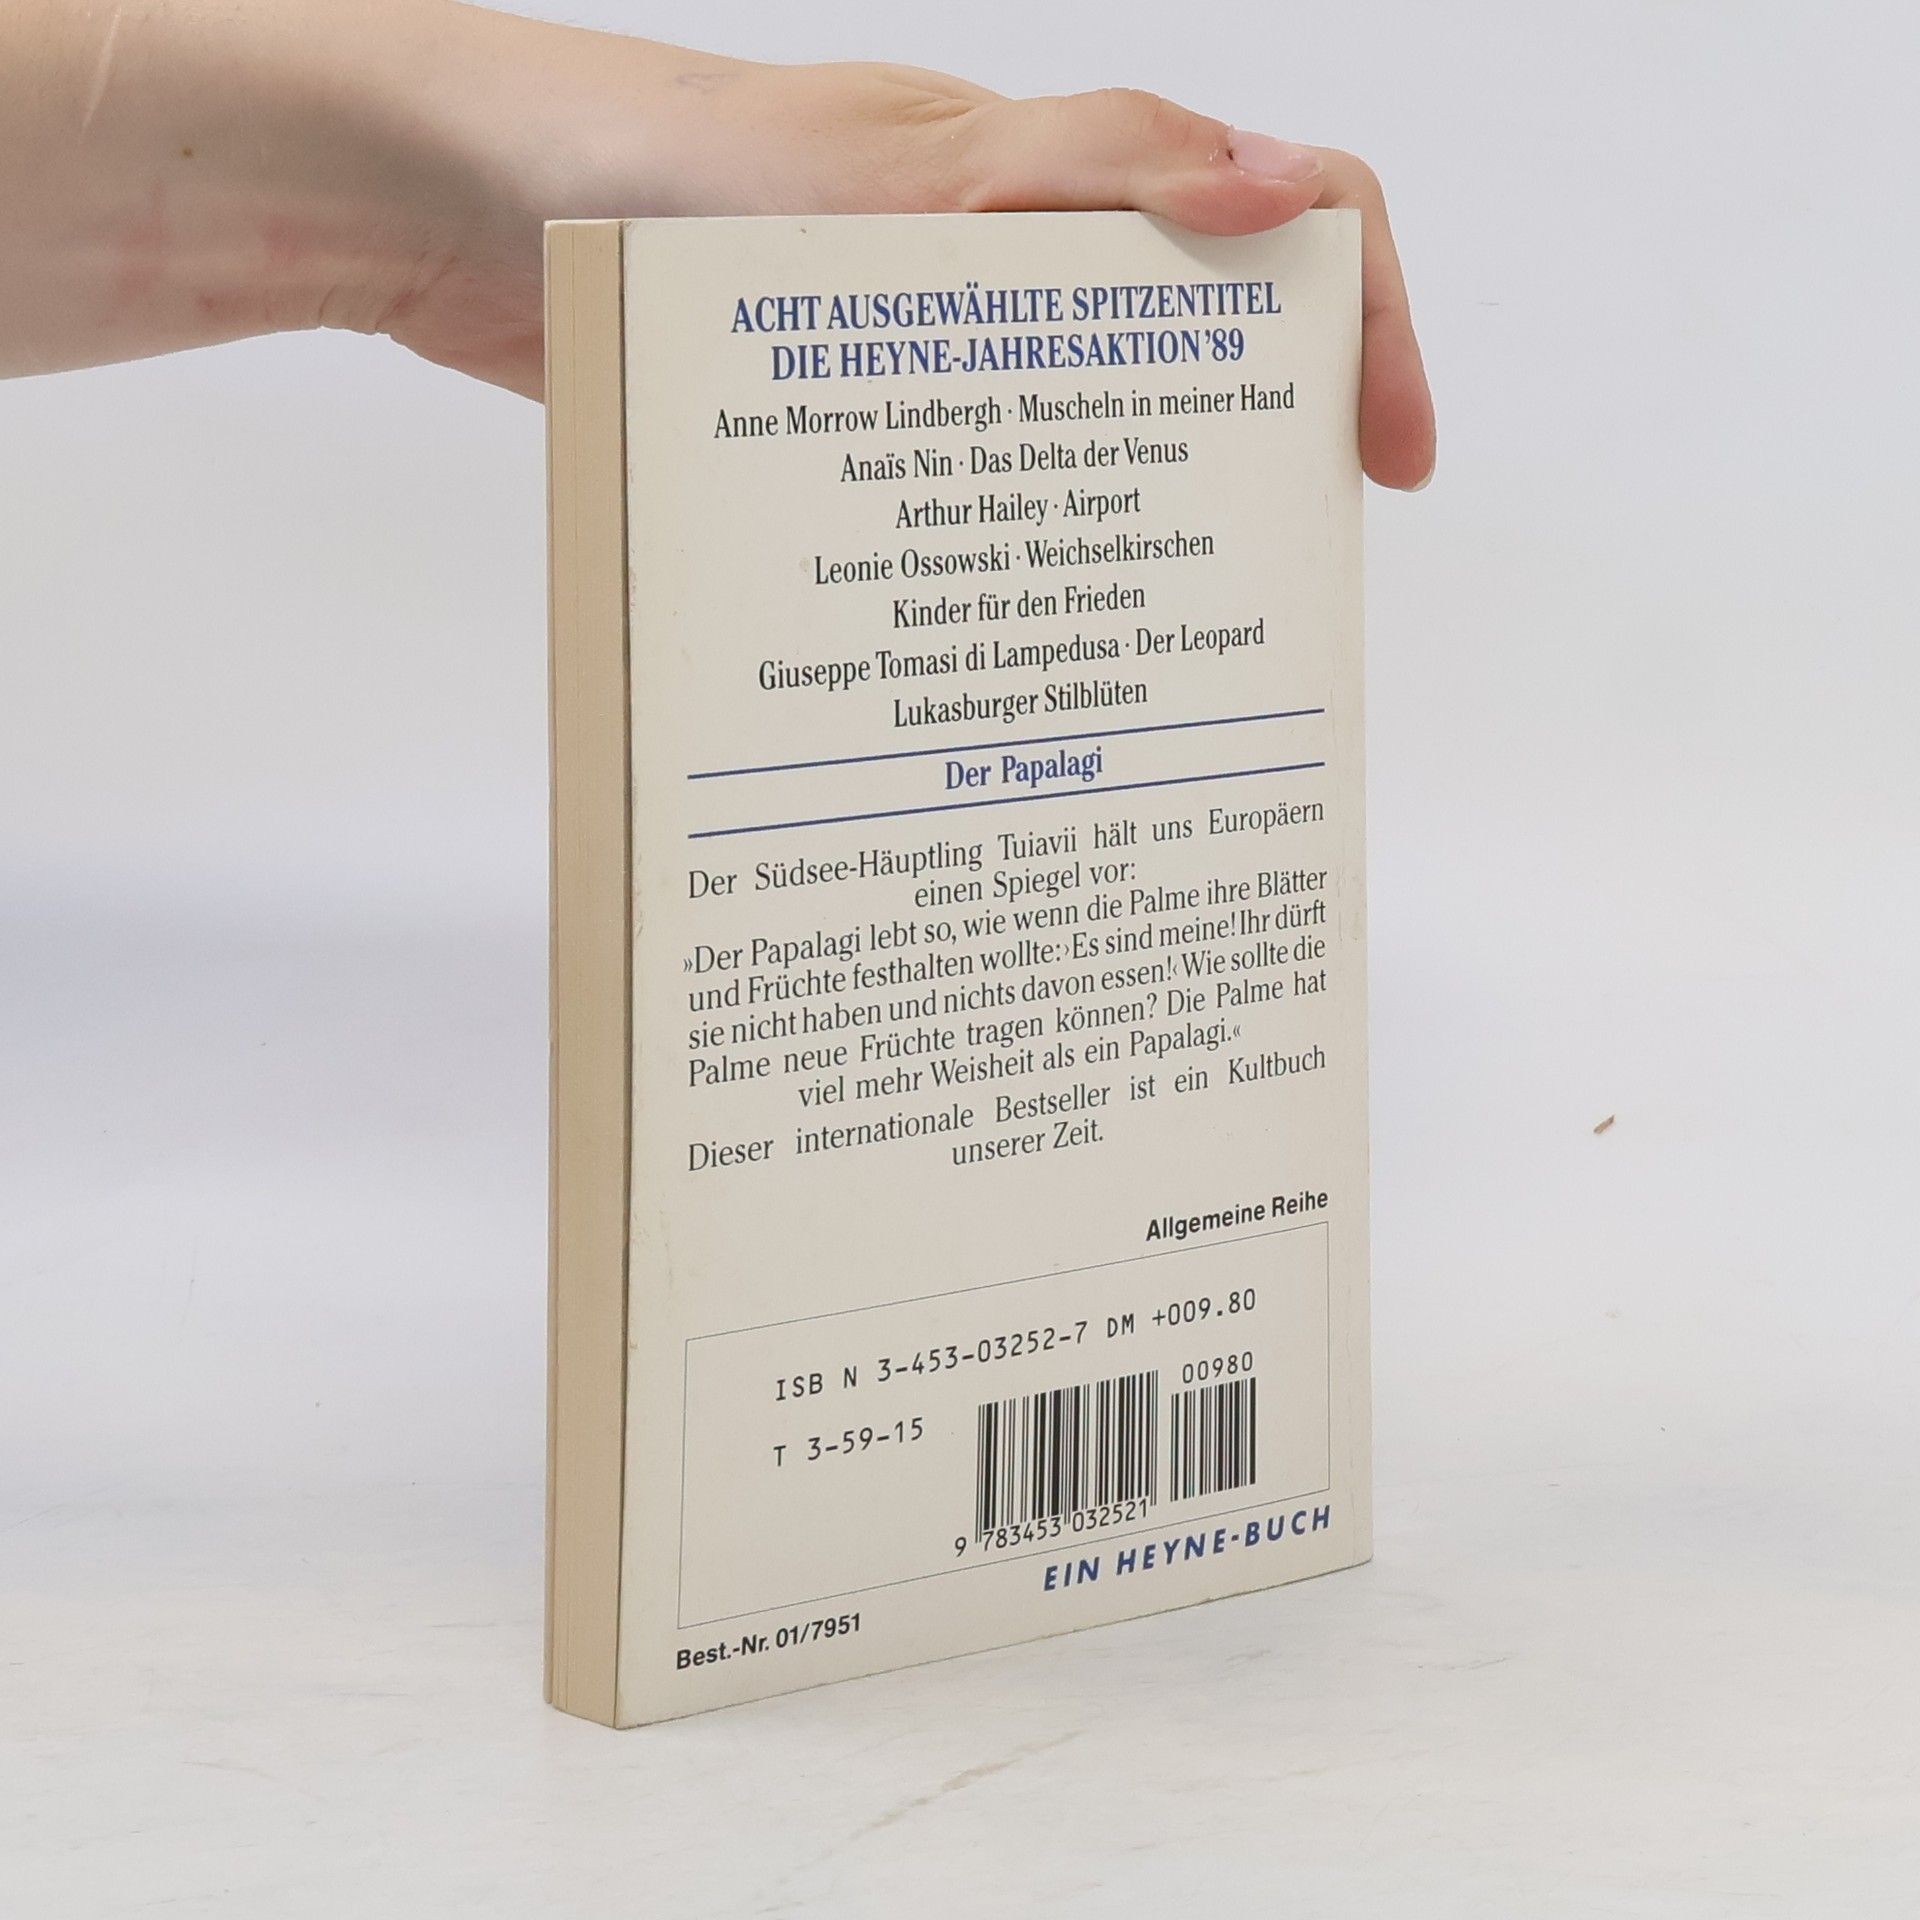 ACHT AUSGEWÄHLTE SPITZENTITEL
DIE HEYNE-JAHRESAKTION '89
Anne Morrow Lindbergh · Muscheln in meiner Hand
Anaïs Nin · Das Delta der Venus
Arthur Hailey · Airport
Leonie Ossowski · Weichselkirschen
Kinder für den Frieden
Giuseppe Tomasi di Lampedusa · Der Leopard
Lukasburger Stilblüten
Der Papalagi
Der Südsee-Häuptling Tuiavii hält uns Europäern
einen Spiegel vor:
»Der Papalagi lebt so, wie wenn die Palme ihre Blätter
und Früchte festhalten wollte: ›Es sind meine! Ihr dürft
sie nicht haben und nichts davon essen!‹ Wie sollte die
Palme neue Früchte tragen können? Die Palme hat
viel mehr Weisheit als ein Papalagi.«
Dieser internationale Bestseller ist ein Kultbuch
unserer Zeit.
Allgemeine Reihe
ISB N 3-453-03252-7 DM +009.80
00980
T 3-59-15
9 783453 032521
EIN HEYNE-BUCH
Best.-Nr. 01/7951